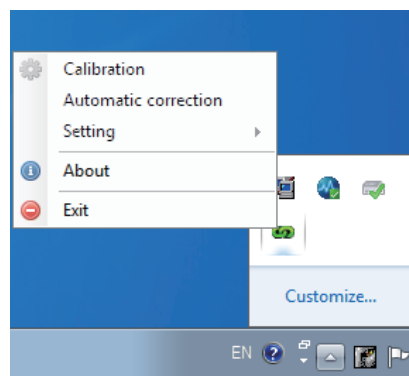 Calibration
Automatic correction
Setting
About
Exit
Customize...
EN